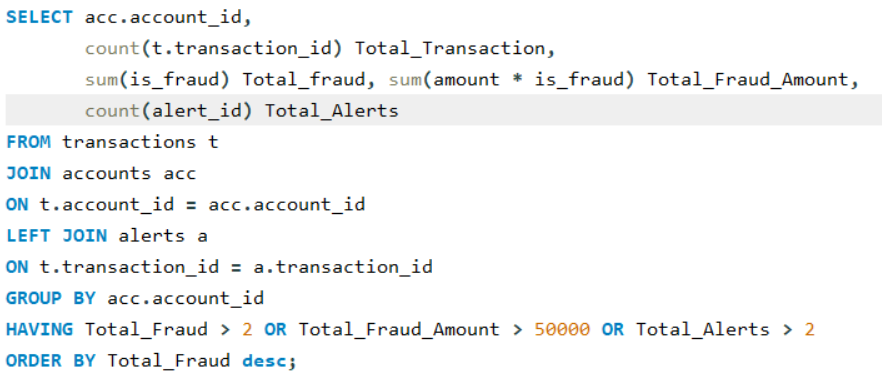 SELECT acc.account_id,
count(t.transaction_id) Total_Transaction,
sum(is_fraud) Total_fraud, sum(amount * is_fraud) Total_Fraud_Amount,
count(alert_id) Total_Alerts
FROM transactions t
JOIN accounts acc
ON t.account_id = acc.account_id
LEFT JOIN alerts a
ON t.transaction_id = a.transaction_id
GROUP BY acc.account_id
HAVING Total_Fraud > 2 OR Total_Fraud_Amount > 50000 OR Total_Alerts > 2
ORDER BY Total_Fraud desc;